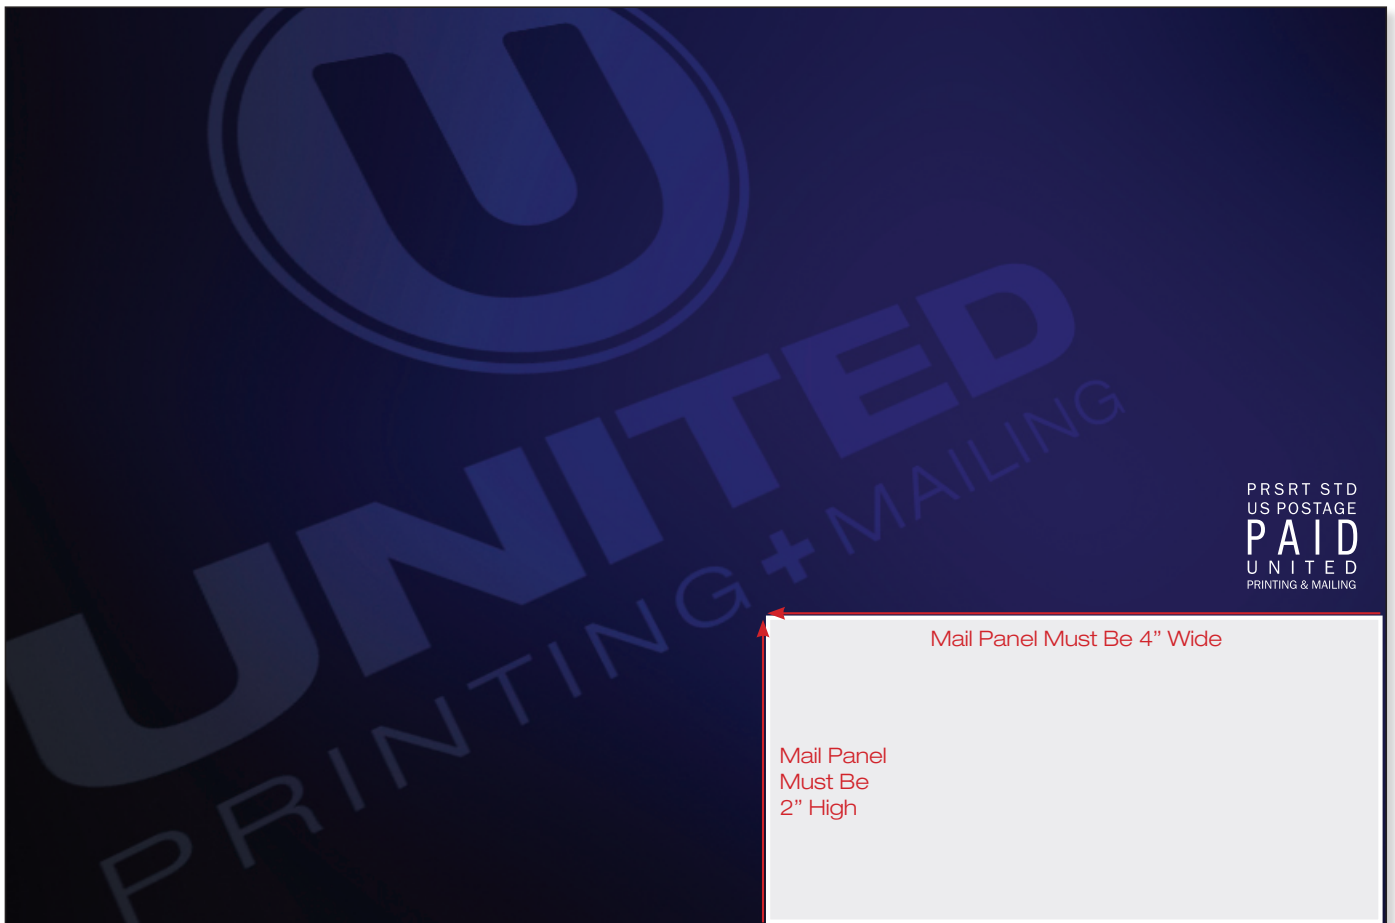 U
UNITED
PRINTING+MAILING
PRSRT STD
US POSTAGE
PAID
UNITED
PRINTING & MAILING
Mail Panel Must Be 4” Wide
Mail Panel
Must Be
2” High